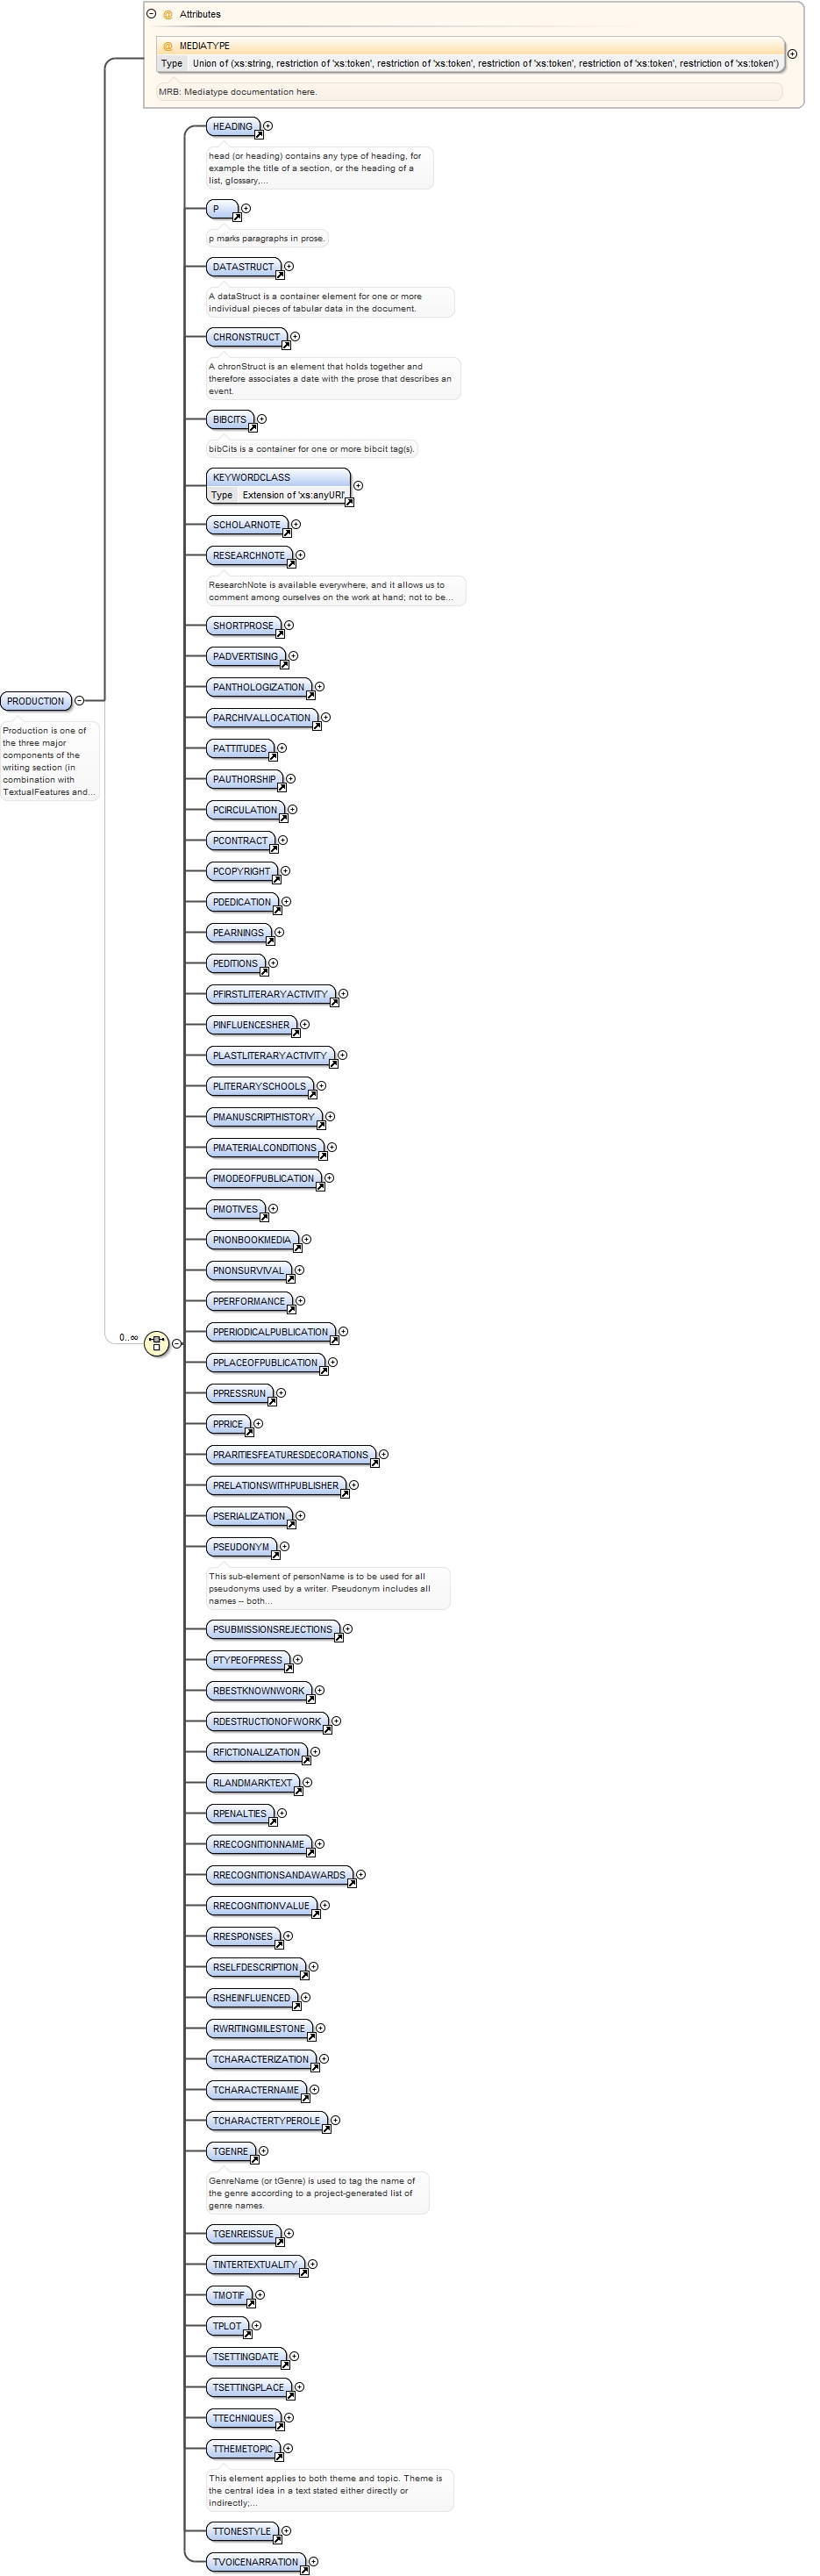 Attributes
MEDIATYPE
Type Union of (xs:string, restriction of 'xs:token', restriction of 'xs:token', restriction of 'xs:token', restriction of 'xs:token', restriction of 'xs:token')
MRB: Mediatype documentation here.
HEADING
head (or heading) contains any type of heading, for
example the title of a section, or the heading of a
list, glossary,...
P
p marks paragraphs in prose.
DATASTRUCT
A dataStruct is a container element for one or more
individual pieces of tabular data in the document.
CHRONSTRUCT
A chronStruct is an element that holds together and
therefore associates a date with the prose that describes an
event.
BIBCITS
bibCits is a container for one or more bibcit tag(s).
KEYWORDCLASS
Type Extension of 'xs:anyURI'
SCHOLARNOTE
RESEARCHNOTE
ResearchNote is available everywhere, and it allows us to
comment among ourselves on the work at hand; not to be...
SHORTPROSE
PADVERTISING
PANTHOLOGIZATION
PRODUCTION
Production is one of
the three major
components of the
writing section (in
combination with
TextualFeatures and...
PARCHIVALLOCATION
PATTITUDES
PAUTHORSHIP
PCIRCULATION
PCONTRACT
PCOPYRIGHT
PDEDICATION
PEARNINGS
PEDITIONS
PFIRSTLITERARYACTIVITY
PINFLUENCESHER
PLASTLITERARYACTIVITY
PLITERARYSCHOOLS
PMANUSCRIPTHISTORY
PMATERIALCONDITIONS
PMODEOFPUBLICATION
PMOTIVES
PNONBOOKMEDIA
PNONSURVIVAL
PPERFORMANCE
PPERIODICALPUBLICATION
0..∞
PPLACEOFPUBLICATION
PPRESSRUN
PPRICE
PRARITIESFEATURESDECORATIONS
PRELATIONSWITHPUBLISHER
PSERIALIZATION
PSEUDONYM
This sub-element of personName is to be used for all
pseudonyms used by a writer. Pseudonym includes all
names -- both...
PSUBMISSIONSREJECTIONS
PTYPEOFPRESS
RBESTKNOWNWORK
RDESTRUCTIONOFWORK
RFICTIONALIZATION
RLANDMARKTEXT
RPENALTIES
RRECOGNITIONNAME
RRECOGNITIONSANDAWARDS
RRECOGNITIONVALUE
RRESPONSES
RSELFDESCRIPTION
RSHEINFLUENCED
RWRITINGMILESTONE
TCHARACTERIZATION
TCHARACTERNAME
TCHARACTERTYPEROLE
TGENRE
GenreName (or tGenre) is used to tag the name of
the genre according to a project-generated list of
genre names.
TGENREISSUE
TINTERTEXTUALITY
TMOTIF
TPLOT
TSETTINGDATE
TSETTINGPLACE
TTECHNIQUES
TTHEMETOPIC
This element applies to both theme and topic. Theme is
the central idea in a text stated either directly or
indirectly;...
TTONESTYLE
TVOICENARRATION